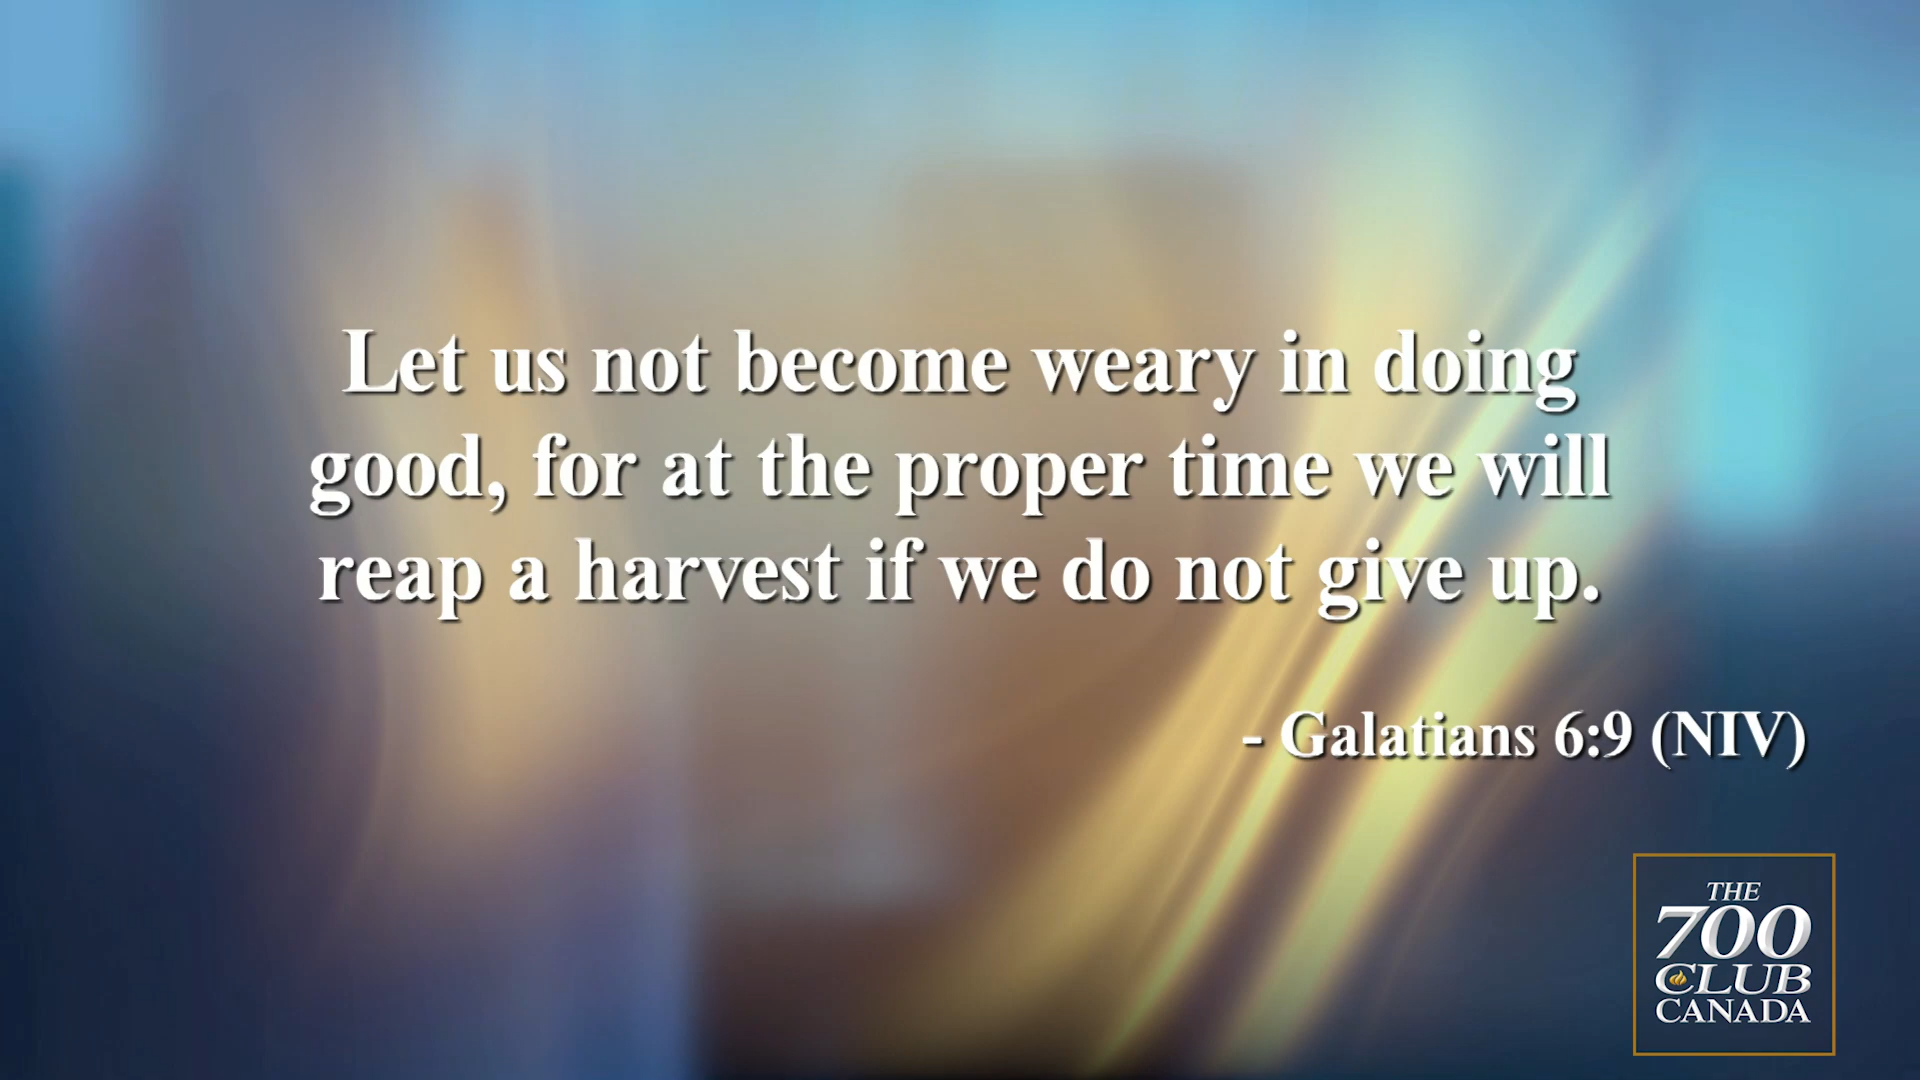 Let us not become weary in doing
good, for at the proper time we will
reap a harvest if we do not give up.
- Galatians 6:9 (NIV)
THE
700
CLUB
CANADA